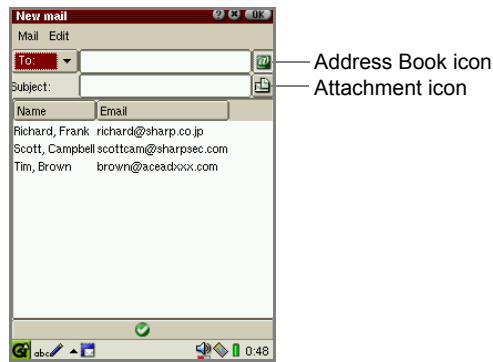 New mail ? x OK
Mail Edit
To:
Address Book icon
Subject:
Attachment icon
Name Email
Richard, Frank richard@sharp.co.jp
Scott, Campbell scottcam@sharpsec.com
Tim, Brown brown@aceadxxx.com
abc 0:48